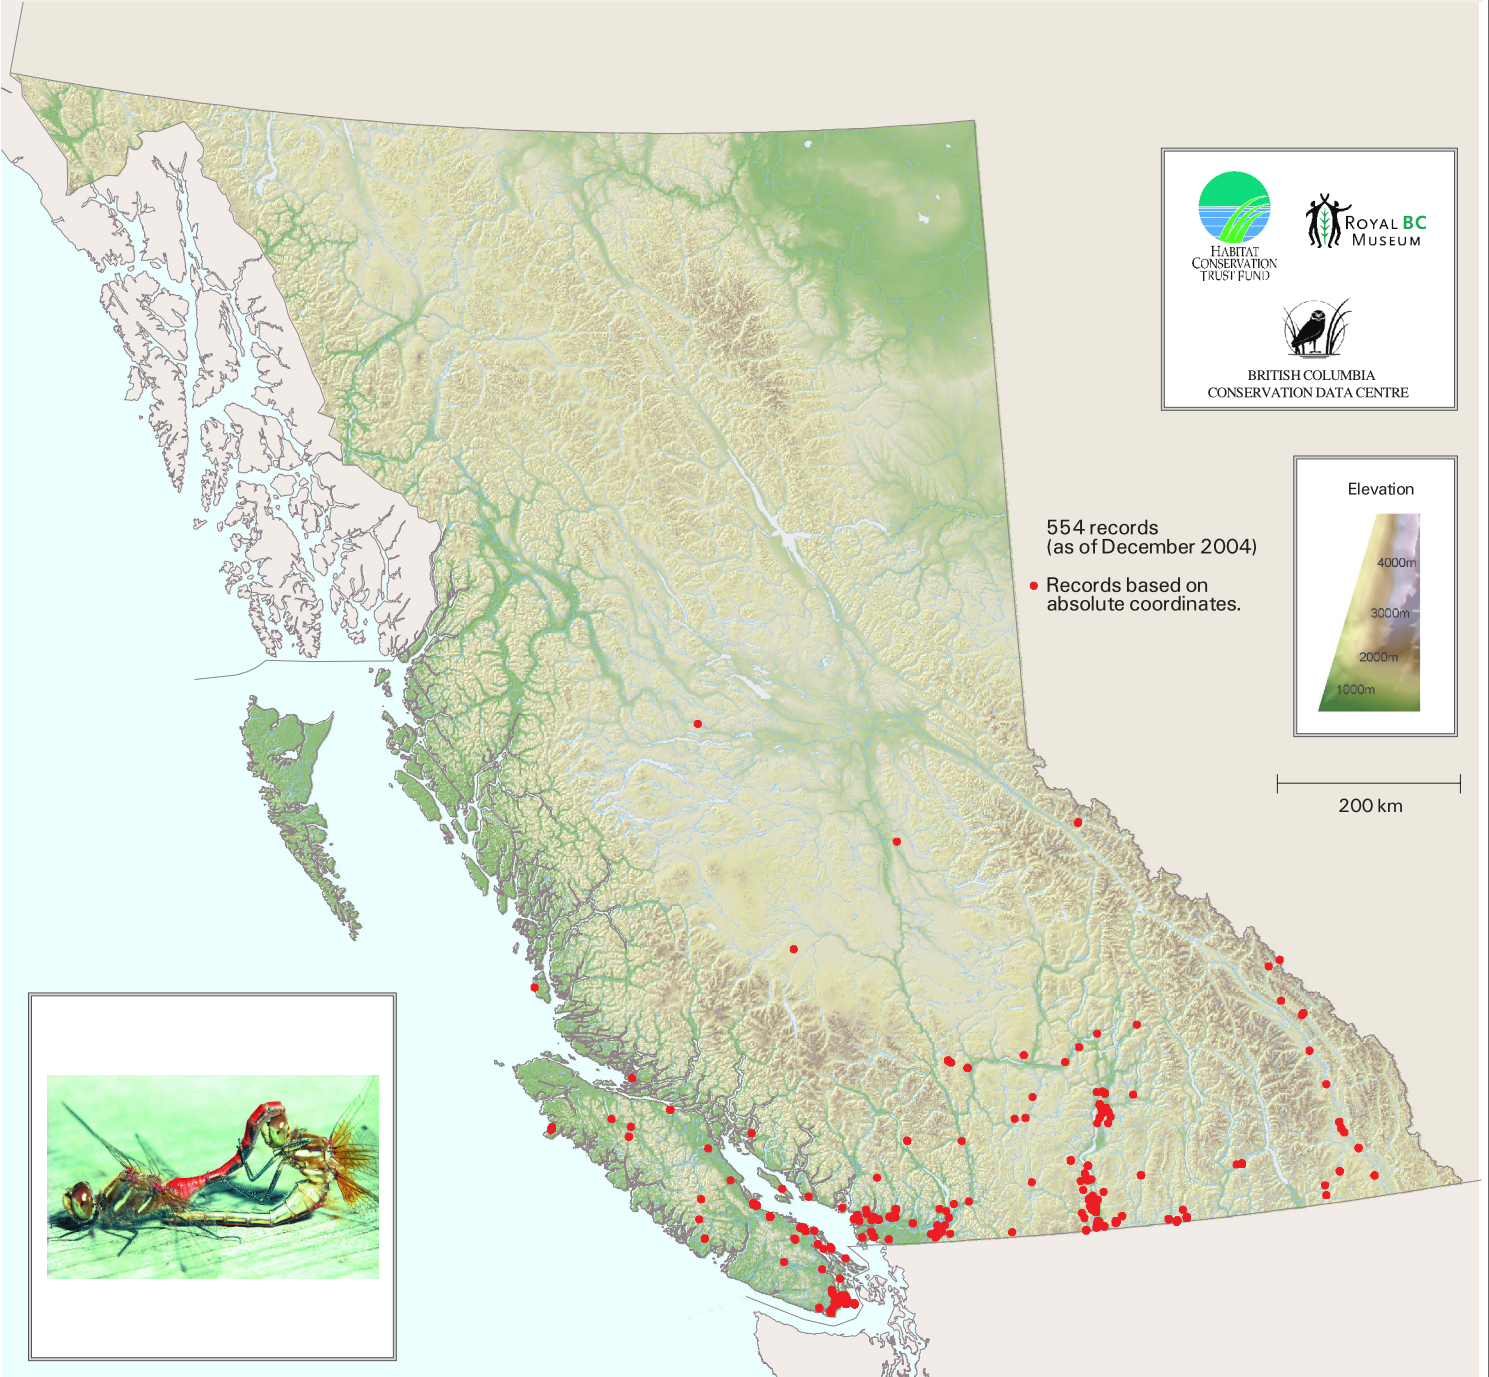 HABITAT
CONSERVATION
TRUST FUND
ROYAL BC
MUSEUM
BRITISH COLUMBIA
CONSERVATION DATA CENTRE
Elevation
4000m
3000m
2000m
1000m
554 records
(as of December 2004)
Records based on
absolute coordinates.
200 km